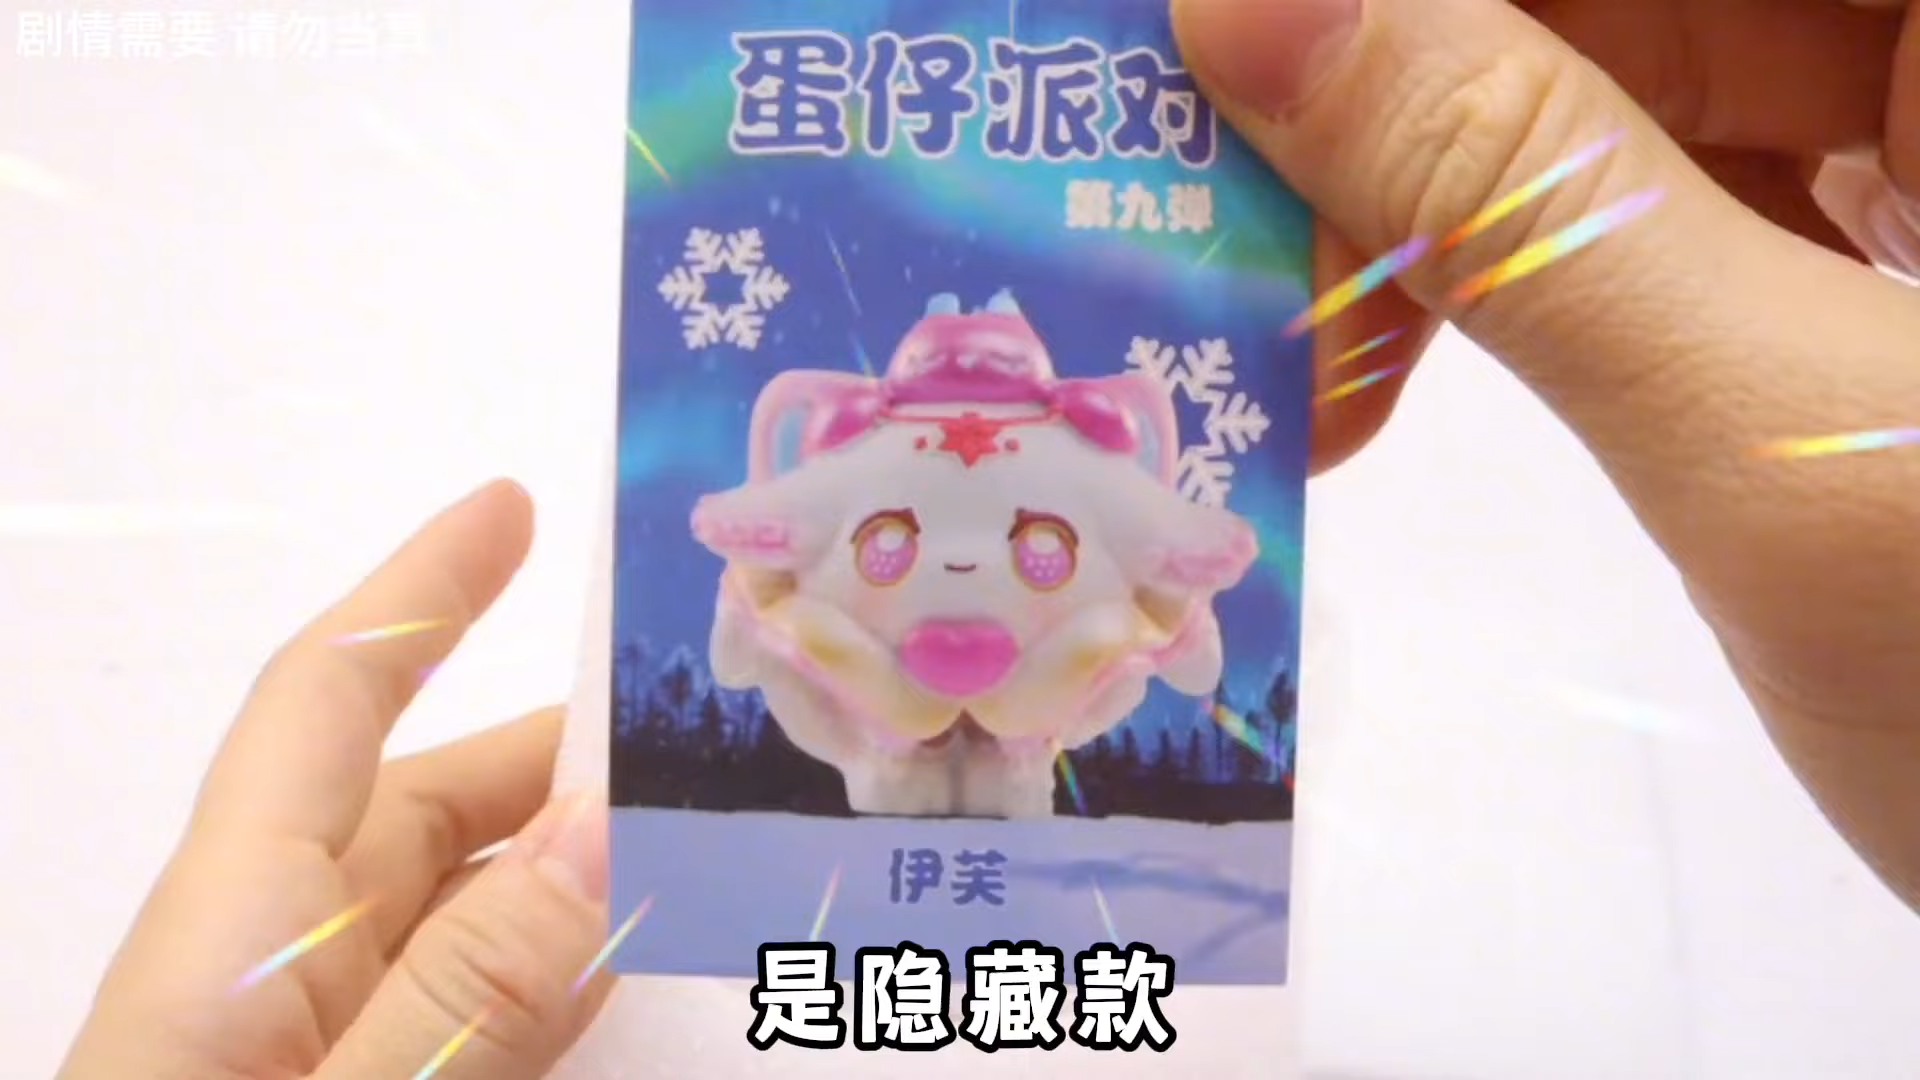 剧情需要 请勿当真
蛋仔派对
第九弹
伊芙
是隐藏款